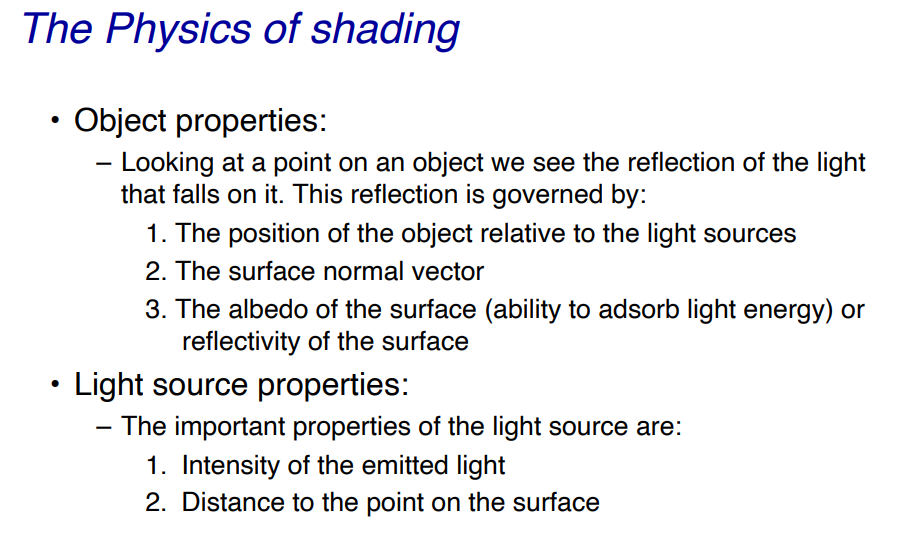 The Physics of shading
• Object properties:
– Looking at a point on an object we see the reflection of the light
that falls on it. This reflection is governed by:
1. The position of the object relative to the light sources
2. The surface normal vector
3. The albedo of the surface (ability to adsorb light energy) or
reflectivity of the surface
• Light source properties:
– The important properties of the light source are:
1. Intensity of the emitted light
2. Distance to the point on the surface